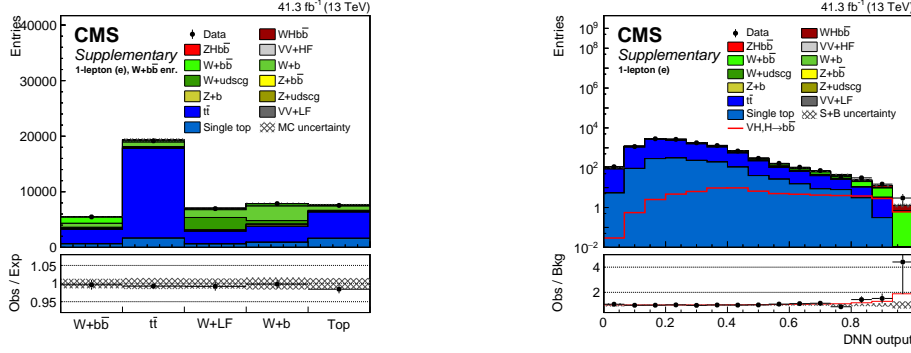 41.3 fb⁻¹ (13 TeV)
Entries
40000
30000
20000
10000
0
CMS
Supplementary
1-lepton (e), W+bb̅ enr.
Data
WHbb̅
ZHbb̅
VV+HF
W+bb̅
W+b
W+udscg
Z+bb̅
Z+b
Z+udscg
tt̅
VV+LF
Single top
MC uncertainty
Obs / Exp
1.05
1
0.95
W+bb̅
tt̅
W+LF
W+b
Top
41.3 fb⁻¹ (13 TeV)
Entries
10⁹
10⁷
10⁴
10²
1
10⁻²
CMS
Supplementary
1-lepton (e)
Data
WHbb̅
ZHbb̅
VV+HF
W+bb̅
W+b
W+udscg
Z+bb̅
Z+b
Z+udscg
tt̅
VV+LF
Single top
S+B uncertainty
VH,H→bb̅
Obs / Bkg
4
2
0
0.2
0.4
0.6
0.8
DNN output